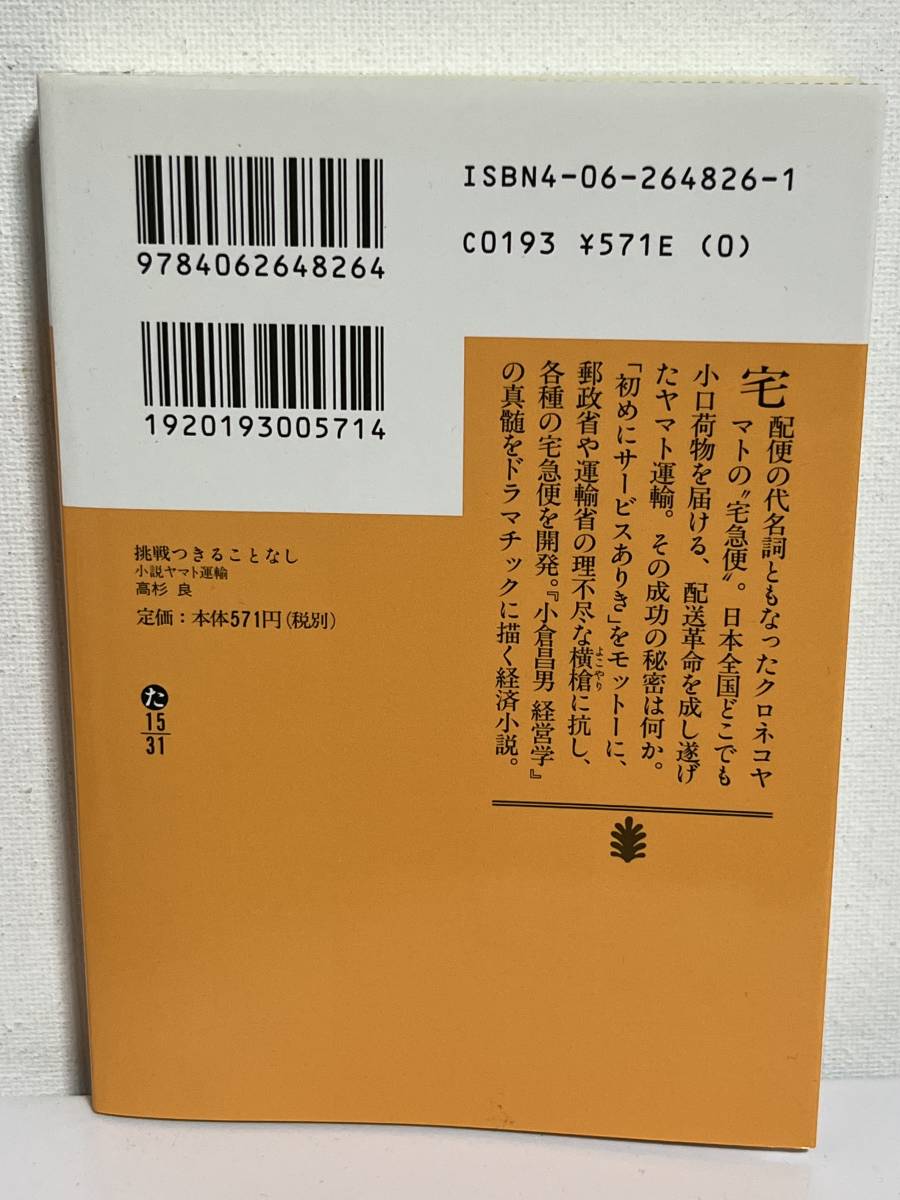 ISBN4-06-264826-1
C0193 ¥571E (0)
9784062648264
1920193005714
宅配便の代名詞ともなったクロネコヤ
マトの〝宅急便〟。日本全国どこでも
小口荷物を届ける、配送革命を成し遂げ
たヤマト運輸。その成功の秘密は何か。
「初めにサービスありき」をモットーに、
郵政省や運輸省の理不尽な横槍に抗し、
よこやり
各種の宅急便を開発。『小倉昌男 経営学』
の真髄をドラマチックに描く経済小説。
挑戦つきることなし
小説ヤマト運輸
高杉 良
定価：本体571円(税別)
た
15
31